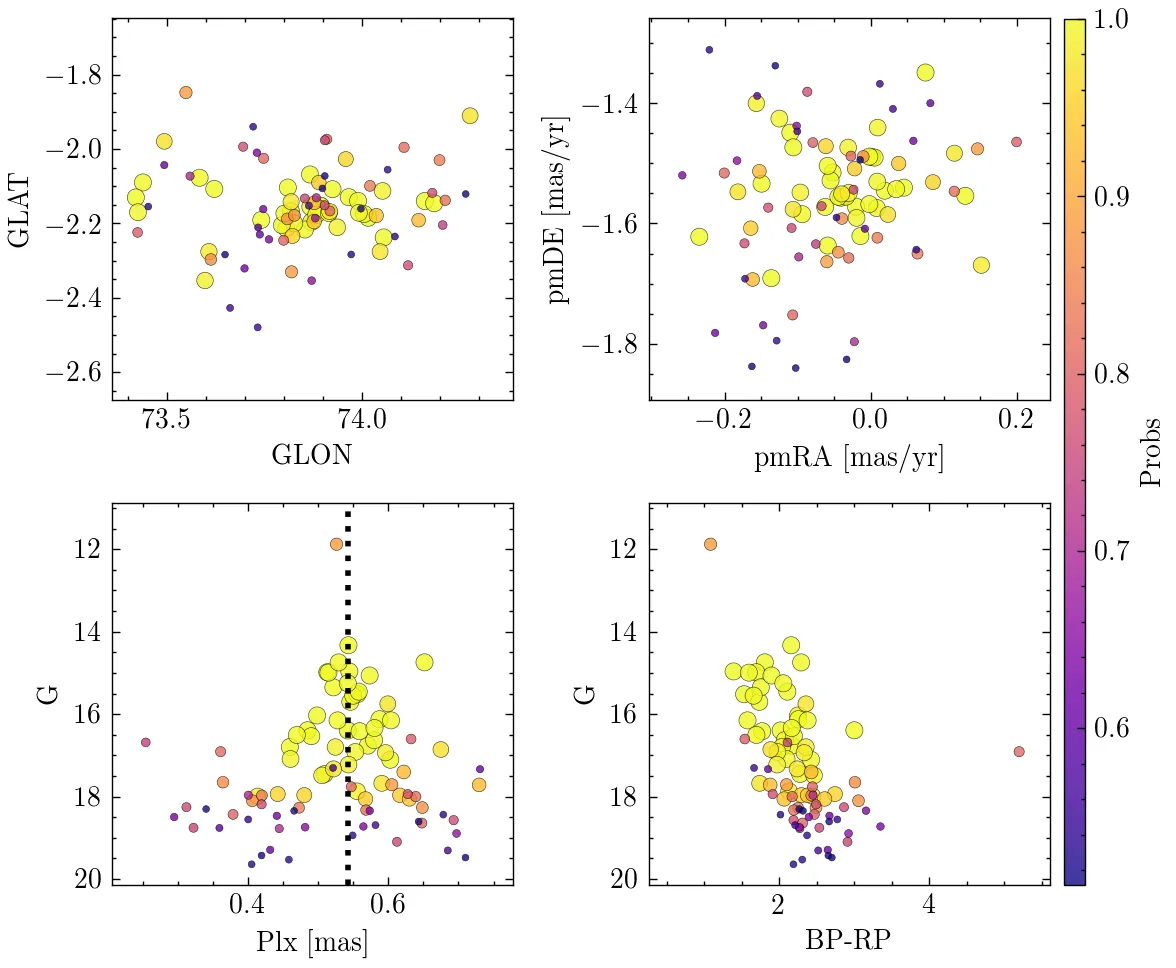 −1.8
−2.0
−2.2
−2.4
−2.6
GLAT
73.5 74.0
GLON
−1.4
−1.6
−1.8
pmDE [mas/yr]
−0.2 0.0 0.2
pmRA [mas/yr]
1.0
0.9
0.8
0.7
0.6
Probs
12
14
16
18
20
G
0.4 0.6
Plx [mas]
12
14
16
18
20
G
2 4
BP-RP